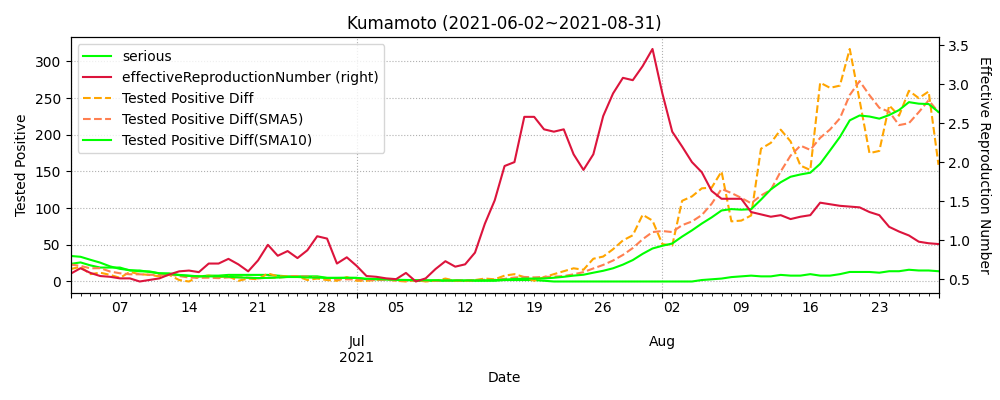 Kumamoto (2021-06-02~2021-08-31)
serious
effectiveReproductionNumber (right)
Tested Positive Diff
Tested Positive Diff(SMA5)
Tested Positive Diff(SMA10)
Tested Positive
300
250
200
150
100
50
0
3.5
3.0
2.5
2.0
1.5
1.0
0.5
Effective Reproduction Number
07 14 21 28 05 12 19 26 02 09 16 23
Jul Aug
2021
Date